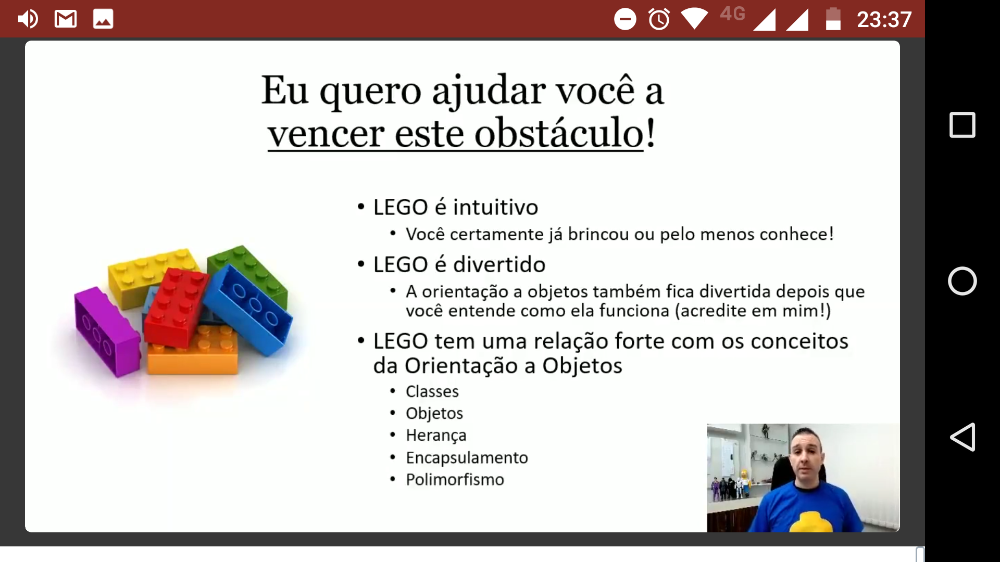 4G
23:37
Eu quero ajudar você a
vencer este obstáculo!
• LEGO é intuitivo
• Você certamente já brincou ou pelo menos conhece!
• LEGO é divertido
• A orientação a objetos também fica divertida depois que
você entende como ela funciona (acredite em mim!)
• LEGO tem uma relação forte com os conceitos
da Orientação a Objetos
• Classes
• Objetos
• Herança
• Encapsulamento
• Polimorfismo